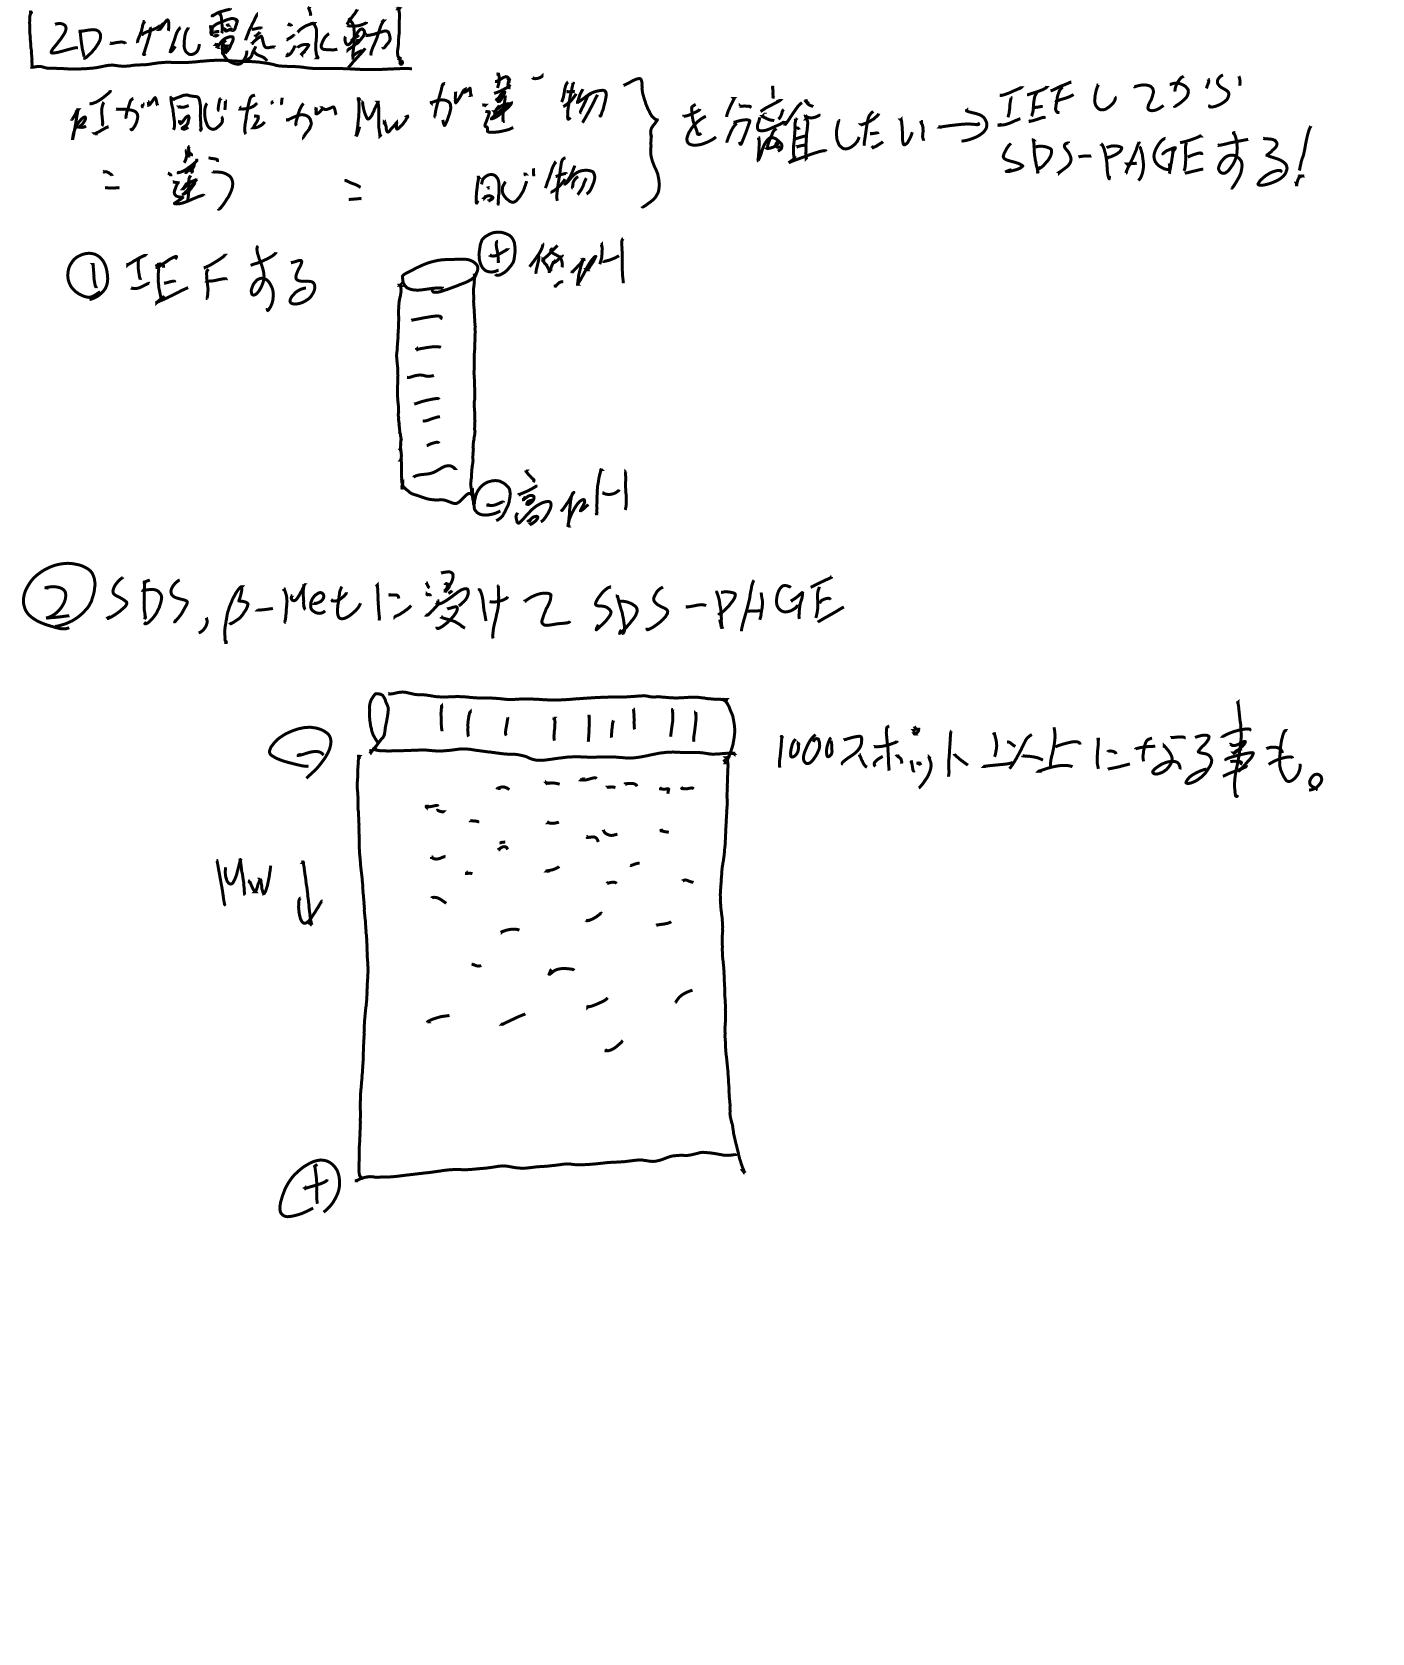 2D-ゲル電気泳動
pIが同じだがMwが違う物
〃 違う 〃 同じ物
を分離したい→IEFしてから
SDS-PAGEする!
①IEFする
⊕低pH
⊖高pH
②SDS, β-Metに浸けてSDS-PAGE
⊖
1000スポット以上になる事も。
Mw↓
⊕